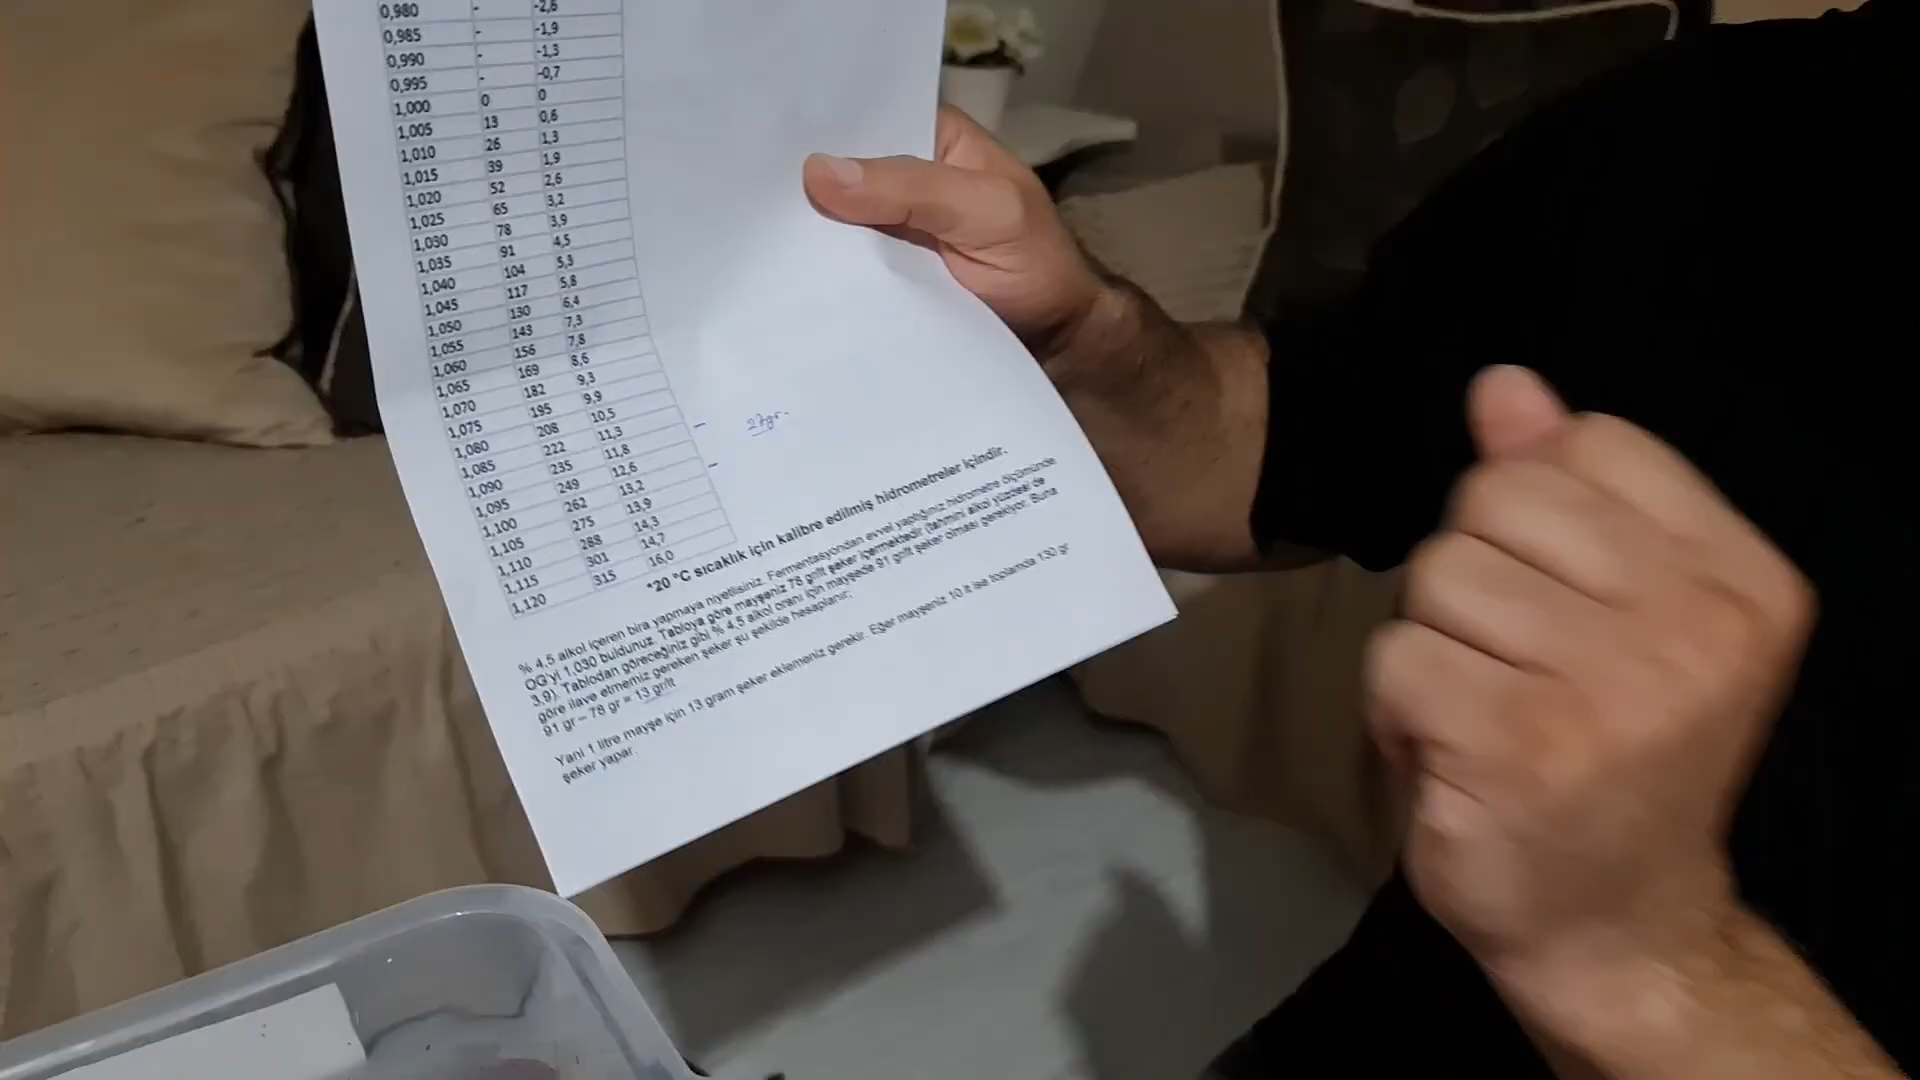 0,980 - -2,6
0,985 - -1,9
0,990 - -1,3
0,995 - -0,7
1,000 0 0
1,005 13 0,6
1,010 26 1,3
1,015 39 1,9
1,020 52 2,6
1,025 65 3,2
1,030 78 3,9
1,035 91 4,5
1,040 104 5,3
1,045 117 5,8
1,050 130 6,4
1,055 143 7,3
1,060 156 7,8
1,065 169 8,6
1,070 182 9,3
1,075 195 9,9
1,080 208 10,5
1,085 222 11,3
1,090 235 11,8
1,095 249 12,6
1,100 262 13,2
1,105 275 13,9
1,110 288 14,3
1,115 301 14,7
1,120 315 16,0
- 27gr.
-
*20 °C sıcaklık için kalibre edilmiş hidrometreler içindir.
% 4,5 alkol içeren bira yapmaya niyetlisiniz. Fermentasyondan evvel yaptığınız hidrometre ölçümünde
OG'yi 1,030 buldunuz. Tabloya göre mayşeniz 78 gr/lt şeker içermektedir (tahmini alkol yüzdesi de
3,9). Tablodan göreceğiniz gibi % 4,5 alkol oranı için mayşede 91 gr/lt şeker olması gerekiyor. Buna
göre ilave etmemiz gereken şeker şu şekilde hesaplanır;
91 gr – 78 gr = 13 gr/lt
Yani 1 litre mayşe için 13 gram şeker eklemeniz gerekir. Eğer mayşeniz 10 lt ise toplamda 130 gr
şeker yapar.